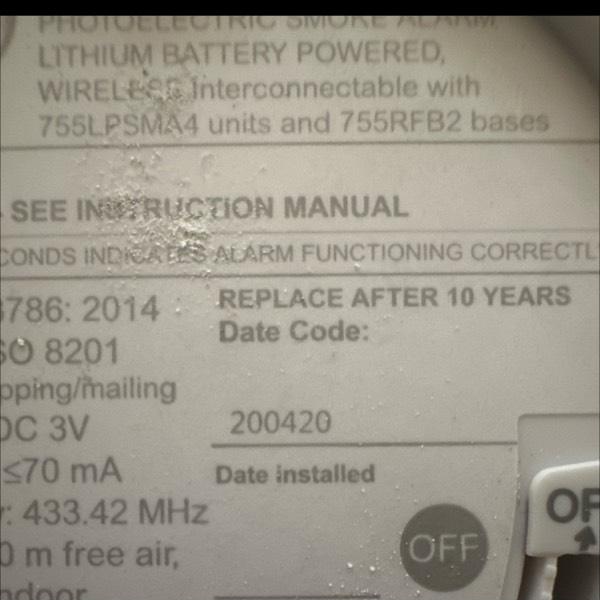 PHOTOELECTRIC SMOKE ALARM
LITHIUM BATTERY POWERED,
WIRELESS Interconnectable with
755LPSMA4 units and 755RFB2 bases
SEE INSTRUCTION MANUAL
CONDS INDICATES ALARM FUNCTIONING CORRECTL
3786: 2014
SO 8201
pping/mailing
DC 3V
≤70 mA
: 433.42 MHz
0 m free air,
ndoor
REPLACE AFTER 10 YEARS
Date Code:
200420
Date installed
OFF
OF